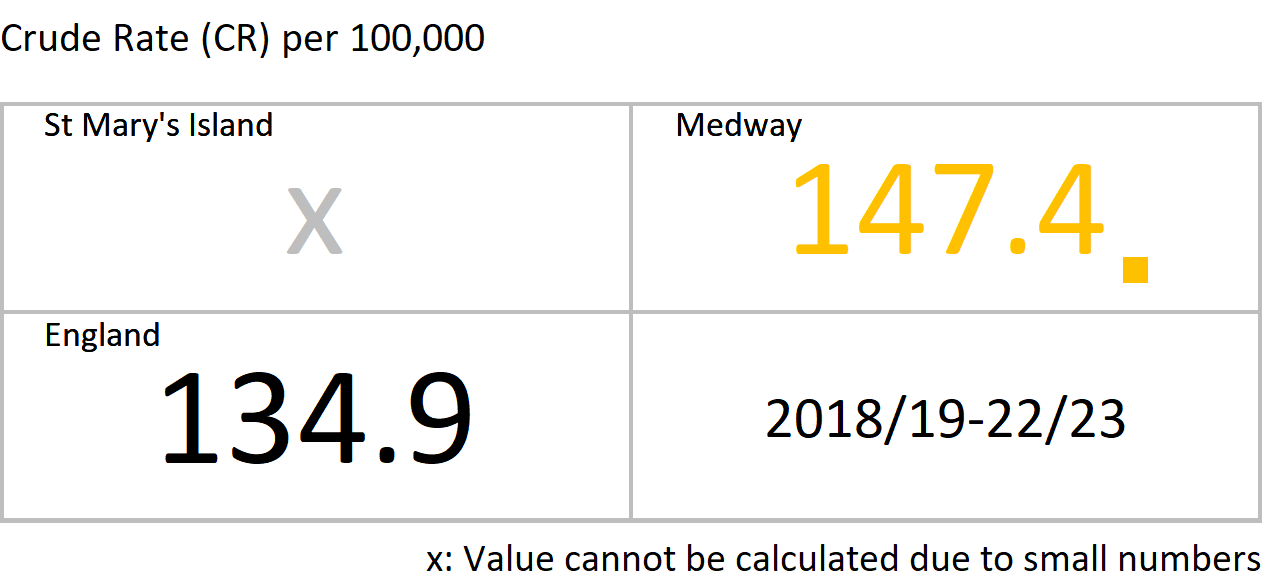 Crude Rate (CR) per 100,000
St Mary's Island
x
Medway
147.4
England
134.9
2018/19-22/23
x: Value cannot be calculated due to small numbers